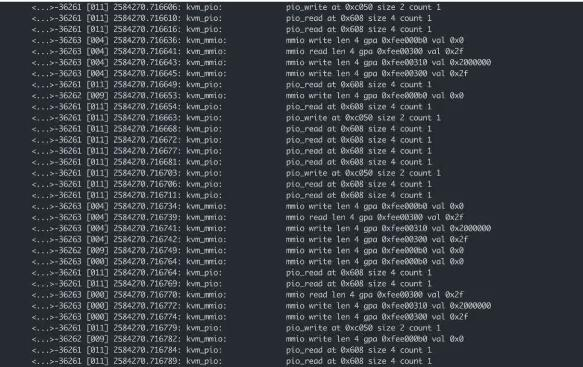 <...>-36261 [011] 2584270.716606: kvm_pio: pio_write at 0xc050 size 2 count 1
<...>-36261 [011] 2584270.716610: kvm_pio: pio_read at 0x608 size 4 count 1
<...>-36261 [011] 2584270.716616: kvm_pio: pio_read at 0x608 size 4 count 1
<...>-36263 [004] 2584270.716636: kvm_mmio: mmio write len 4 gpa 0xfee000b0 val 0x0
<...>-36263 [004] 2584270.716641: kvm_mmio: mmio read len 4 gpa 0xfee00300 val 0x2f
<...>-36263 [004] 2584270.716643: kvm_mmio: mmio write len 4 gpa 0xfee00310 val 0x2000000
<...>-36263 [004] 2584270.716645: kvm_mmio: mmio write len 4 gpa 0xfee00300 val 0x2f
<...>-36261 [011] 2584270.716649: kvm_pio: pio_read at 0x608 size 4 count 1
<...>-36262 [009] 2584270.716653: kvm_mmio: mmio write len 4 gpa 0xfee000b0 val 0x0
<...>-36261 [011] 2584270.716654: kvm_pio: pio_read at 0x608 size 4 count 1
<...>-36261 [011] 2584270.716663: kvm_pio: pio_write at 0xc050 size 2 count 1
<...>-36261 [011] 2584270.716668: kvm_pio: pio_read at 0x608 size 4 count 1
<...>-36261 [011] 2584270.716672: kvm_pio: pio_read at 0x608 size 4 count 1
<...>-36261 [011] 2584270.716677: kvm_pio: pio_read at 0x608 size 4 count 1
<...>-36261 [011] 2584270.716681: kvm_pio: pio_read at 0x608 size 4 count 1
<...>-36261 [011] 2584270.716703: kvm_pio: pio_write at 0xc050 size 2 count 1
<...>-36261 [011] 2584270.716706: kvm_pio: pio_read at 0x608 size 4 count 1
<...>-36261 [011] 2584270.716711: kvm_pio: pio_read at 0x608 size 4 count 1
<...>-36263 [004] 2584270.716734: kvm_mmio: mmio write len 4 gpa 0xfee000b0 val 0x0
<...>-36263 [004] 2584270.716739: kvm_mmio: mmio read len 4 gpa 0xfee00300 val 0x2f
<...>-36263 [004] 2584270.716741: kvm_mmio: mmio write len 4 gpa 0xfee00310 val 0x2000000
<...>-36263 [004] 2584270.716742: kvm_mmio: mmio write len 4 gpa 0xfee00300 val 0x2f
<...>-36262 [009] 2584270.716749: kvm_mmio: mmio write len 4 gpa 0xfee000b0 val 0x0
<...>-36263 [000] 2584270.716764: kvm_mmio: mmio write len 4 gpa 0xfee000b0 val 0x0
<...>-36261 [011] 2584270.716764: kvm_pio: pio_read at 0x608 size 4 count 1
<...>-36261 [011] 2584270.716769: kvm_pio: pio_read at 0x608 size 4 count 1
<...>-36263 [000] 2584270.716770: kvm_mmio: mmio read len 4 gpa 0xfee00300 val 0x2f
<...>-36263 [000] 2584270.716772: kvm_mmio: mmio write len 4 gpa 0xfee00310 val 0x2000000
<...>-36263 [000] 2584270.716774: kvm_mmio: mmio write len 4 gpa 0xfee00300 val 0x2f
<...>-36261 [011] 2584270.716779: kvm_pio: pio_write at 0xc050 size 2 count 1
<...>-36262 [009] 2584270.716782: kvm_mmio: mmio write len 4 gpa 0xfee000b0 val 0x0
<...>-36261 [011] 2584270.716784: kvm_pio: pio_read at 0x608 size 4 count 1
<...>-36261 [011] 2584270.716789: kvm_pio: pio_read at 0x608 size 4 count 1